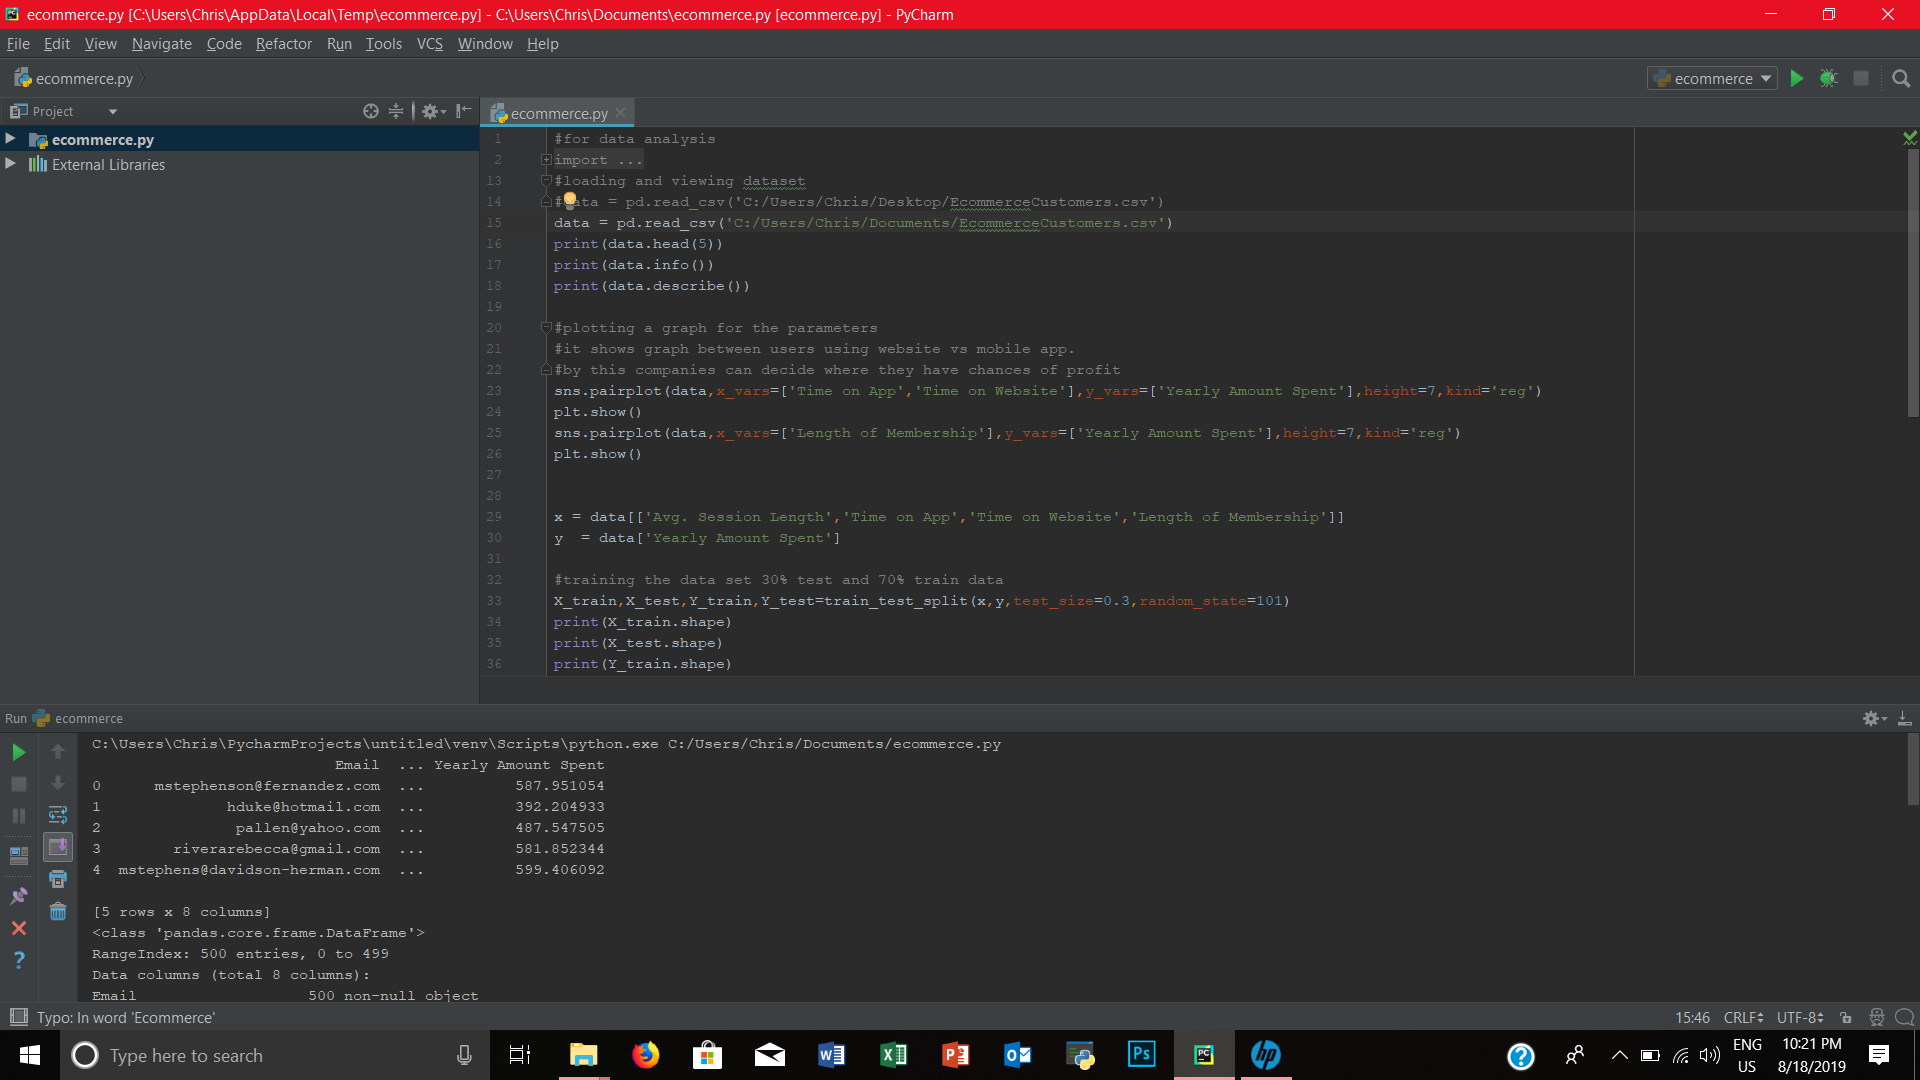 ecommerce.py [C:\Users\Chris\AppData\Local\Temp\ecommerce.py] - C:\Users\Chris\Documents\ecommerce.py [ecommerce.py] - PyCharm
File Edit View Navigate Code Refactor Run Tools VCS Window Help
ecommerce.py
ecommerce
Project
ecommerce.py
External Libraries
ecommerce.py
1 #for data analysis
2 import ...
13 #loading and viewing dataset
14 #data = pd.read_csv('C:/Users/Chris/Desktop/EcommerceCustomers.csv')
15 data = pd.read_csv('C:/Users/Chris/Documents/EcommerceCustomers.csv')
16 print(data.head(5))
17 print(data.info())
18 print(data.describe())
19
20 #plotting a graph for the parameters
21 #it shows graph between users using website vs mobile app.
22 #by this companies can decide where they have chances of profit
23 sns.pairplot(data,x_vars=['Time on App','Time on Website'],y_vars=['Yearly Amount Spent'],height=7,kind='reg')
24 plt.show()
25 sns.pairplot(data,x_vars=['Length of Membership'],y_vars=['Yearly Amount Spent'],height=7,kind='reg')
26 plt.show()
27
28
29 x = data[['Avg. Session Length','Time on App','Time on Website','Length of Membership']]
30 y  = data['Yearly Amount Spent']
31
32 #training the data set 30% test and 70% train data
33 X_train,X_test,Y_train,Y_test=train_test_split(x,y,test_size=0.3,random_state=101)
34 print(X_train.shape)
35 print(X_test.shape)
36 print(Y_train.shape)
Run ecommerce
C:\Users\Chris\PycharmProjects\untitled\venv\Scripts\python.exe C:/Users/Chris/Documents/ecommerce.py
Email ... Yearly Amount Spent
0 mstephenson@fernandez.com ... 587.951054
1 hduke@hotmail.com ... 392.204933
2 pallen@yahoo.com ... 487.547505
3 riverarebecca@gmail.com ... 581.852344
4 mstephens@davidson-herman.com ... 599.406092
[5 rows x 8 columns]
<class 'pandas.core.frame.DataFrame'>
RangeIndex: 500 entries, 0 to 499
Data columns (total 8 columns):
Email 500 non-null object
Typo: In word 'Ecommerce'
15:46 CRLF UTF-8
Type here to search
ENG
US
10:21 PM
8/18/2019